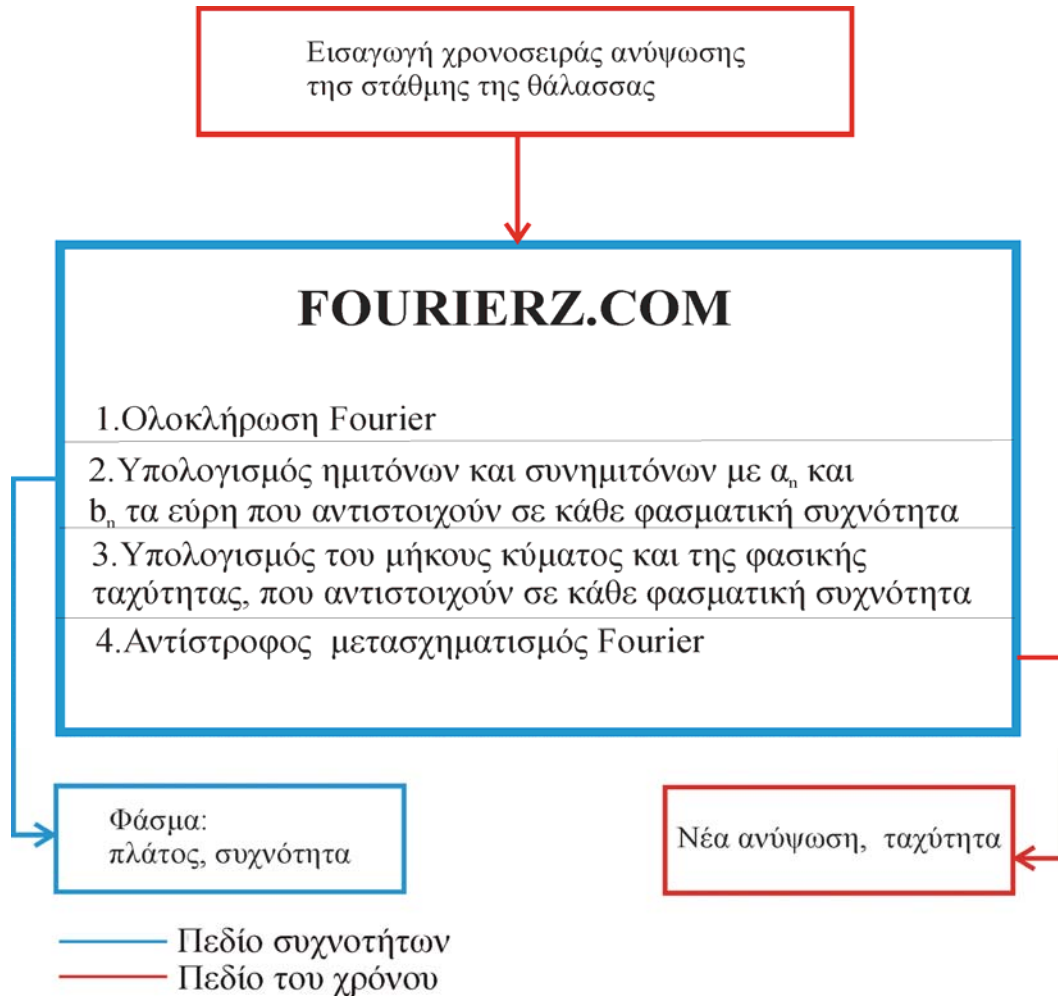 Εισαγωγή χρονοσειράς ανύψωσης
τησ στάθμης της θάλασσας
FOURIERZ.COM
1.Ολοκλήρωση Fourier
2.Υπολογισμός ημιτόνων και συνημιτόνων με αₙ και
bₙ τα εύρη που αντιστοιχούν σε κάθε φασματική συχνότητα
3.Υπολογισμός του μήκους κύματος και της φασικής
ταχύτητας, που αντιστοιχούν σε κάθε φασματική συχνότητα
4.Αντίστροφος μετασχηματισμός Fourier
Φάσμα:
πλάτος, συχνότητα
Νέα ανύψωση, ταχύτητα
Πεδίο συχνοτήτων
Πεδίο του χρόνου